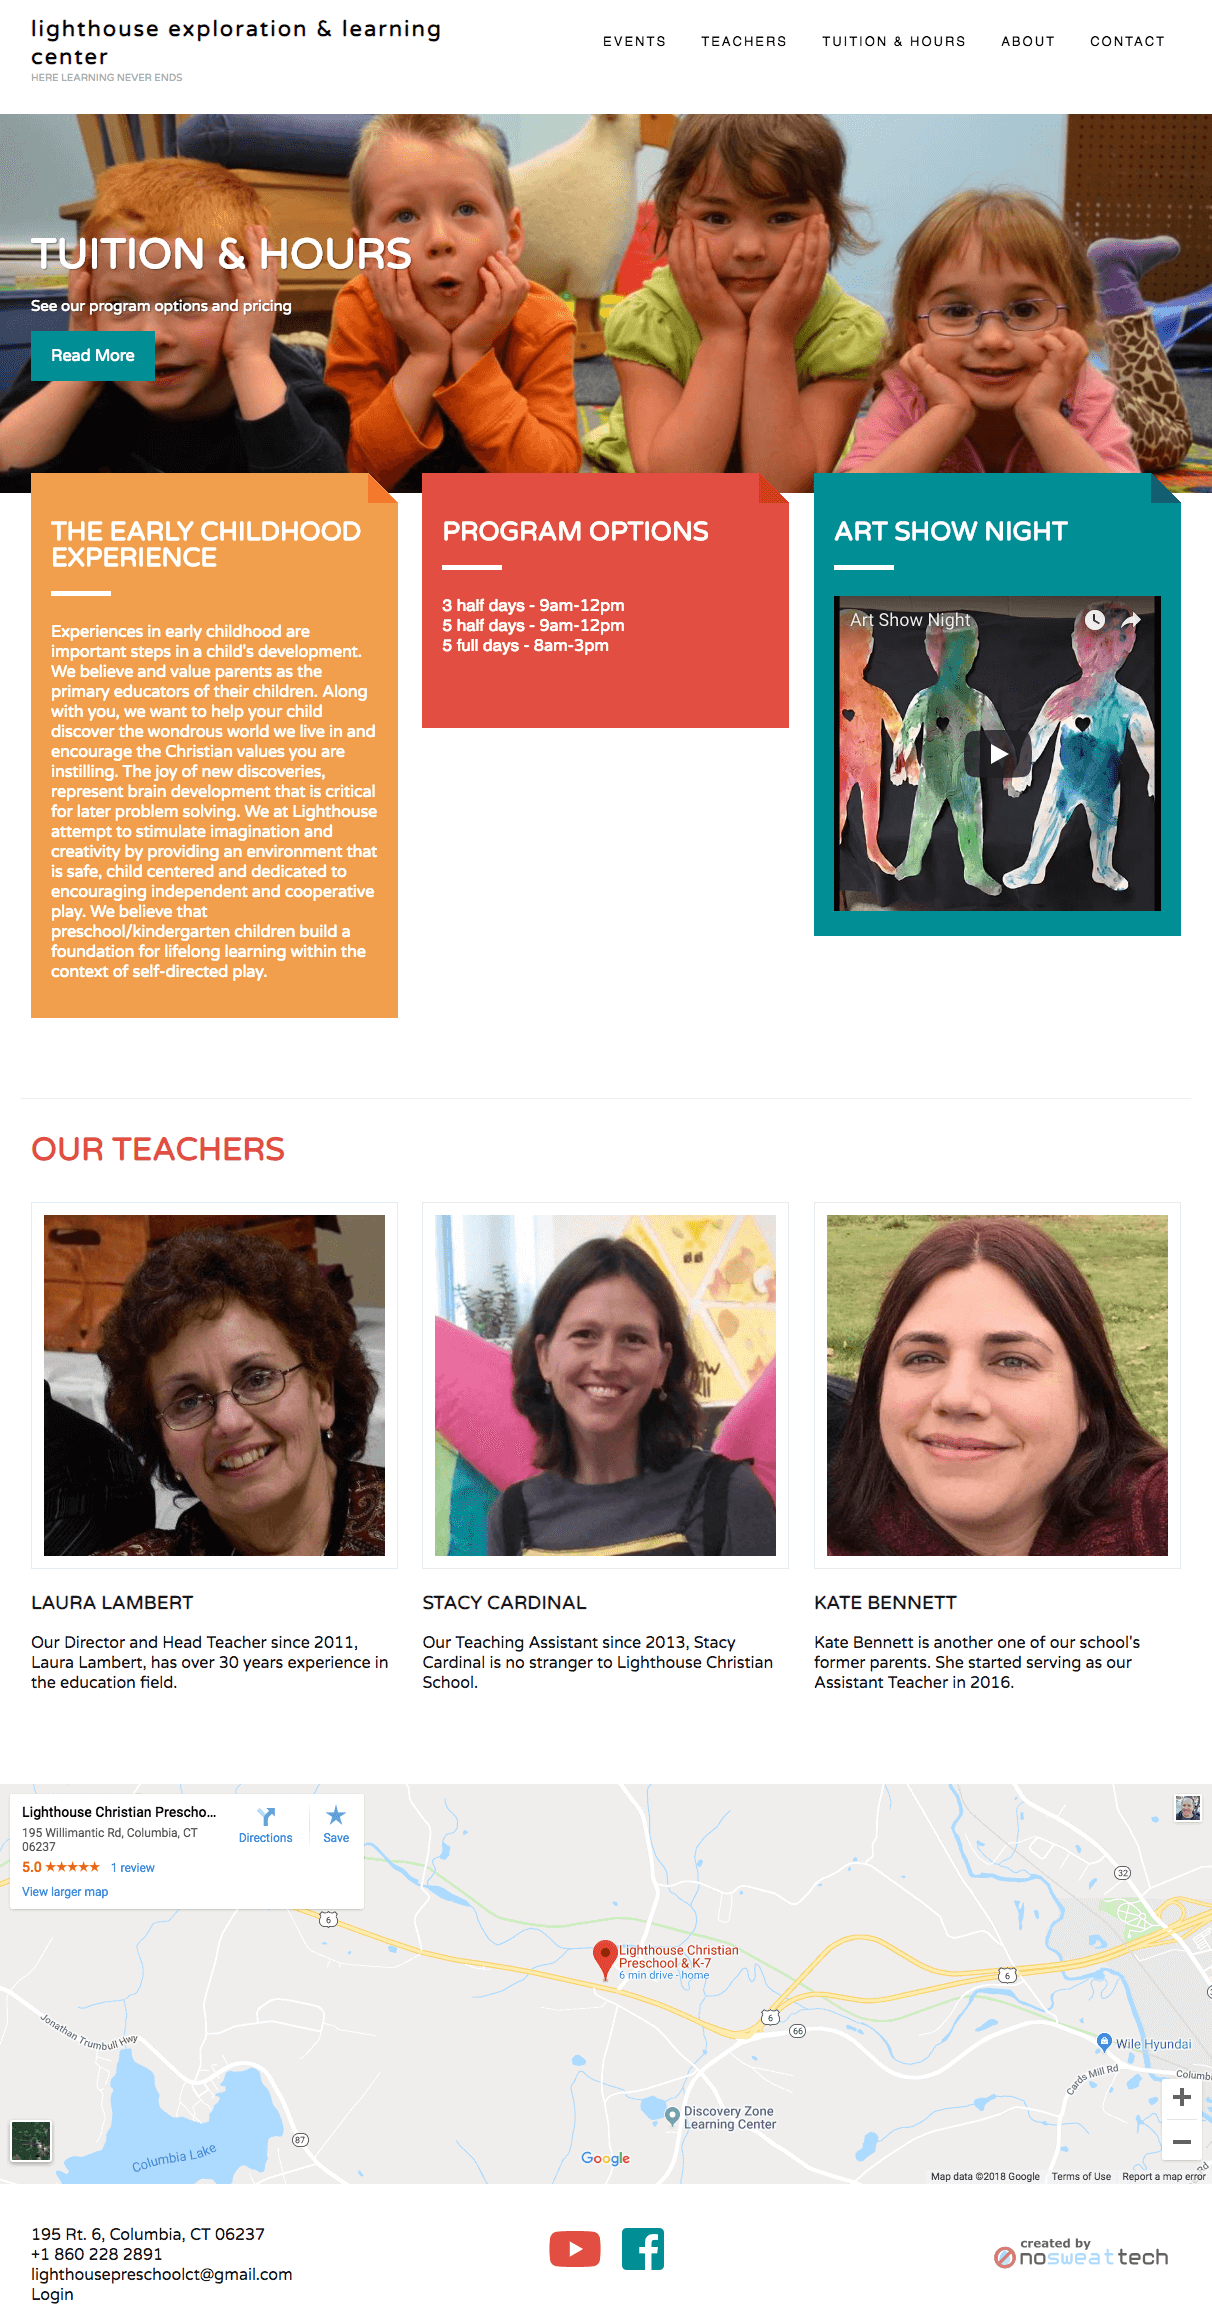 lighthouse exploration & learning
center
HERE LEARNING NEVER ENDS
EVENTS TEACHERS TUITION & HOURS ABOUT CONTACT
TUITION & HOURS
See our program options and pricing
Read More
THE EARLY CHILDHOOD
EXPERIENCE
Experiences in early childhood are
important steps in a child's development.
We believe and value parents as the
primary educators of their children. Along
with you, we want to help your child
discover the wondrous world we live in and
encourage the Christian values you are
instilling. The joy of new discoveries,
represent brain development that is critical
for later problem solving. We at Lighthouse
attempt to stimulate imagination and
creativity by providing an environment that
is safe, child centered and dedicated to
encouraging independent and cooperative
play. We believe that
preschool/kindergarten children build a
foundation for lifelong learning within the
context of self-directed play.
PROGRAM OPTIONS
3 half days - 9am-12pm
5 half days - 9am-12pm
5 full days - 8am-3pm
ART SHOW NIGHT
Art Show Night
OUR TEACHERS
LAURA LAMBERT
Our Director and Head Teacher since 2011,
Laura Lambert, has over 30 years experience in
the education field.
STACY CARDINAL
Our Teaching Assistant since 2013, Stacy
Cardinal is no stranger to Lighthouse Christian
School.
KATE BENNETT
Kate Bennett is another one of our school's
former parents. She started serving as our
Assistant Teacher in 2016.
Lighthouse Christian Prescho...
195 Willimantic Rd, Columbia, CT
06237
5.0 ★★★★★ 1 review
View larger map
Directions
Save
32
6
Lighthouse Christian
Preschool & K-7
6 min drive - home
6
6
66
Jonathan Trumbull Hwy
Wile Hyundai
Cards Mill Rd
Columb
Discovery Zone
Learning Center
87
Columbia Lake
Google
Rd
Map data ©2018 Google Terms of Use Report a map error
195 Rt. 6, Columbia, CT 06237
+1 860 228 2891
lighthousepreschoolct@gmail.com
Login
created by
nosweattech